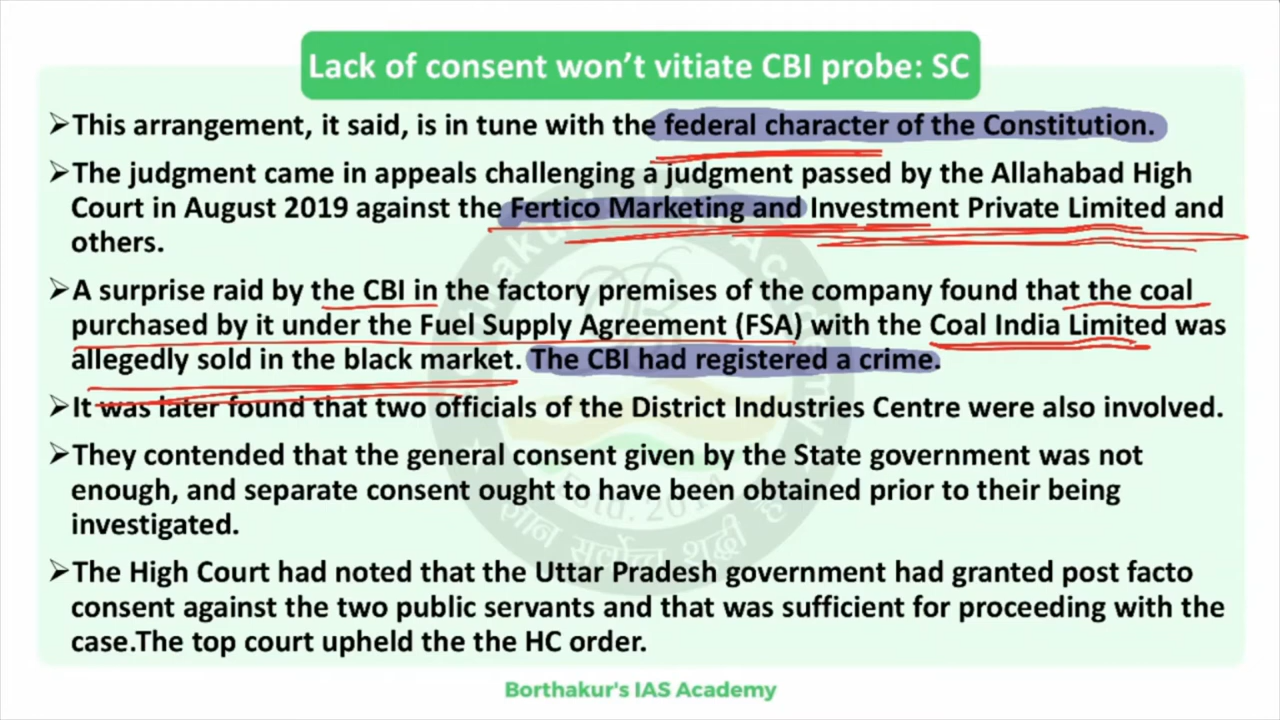 Lack of consent won't vitiate CBI probe: SC
➢This arrangement, it said, is in tune with the federal character of the Constitution.
➢The judgment came in appeals challenging a judgment passed by the Allahabad High
Court in August 2019 against the Fertico Marketing and Investment Private Limited and
others.
➢A surprise raid by the CBI in the factory premises of the company found that the coal
purchased by it under the Fuel Supply Agreement (FSA) with the Coal India Limited was
allegedly sold in the black market. The CBI had registered a crime.
➢It was later found that two officials of the District Industries Centre were also involved.
➢They contended that the general consent given by the State government was not
enough, and separate consent ought to have been obtained prior to their being
investigated.
➢The High Court had noted that the Uttar Pradesh government had granted post facto
consent against the two public servants and that was sufficient for proceeding with the
case.The top court upheld the the HC order.
Borthakur's IAS Academy